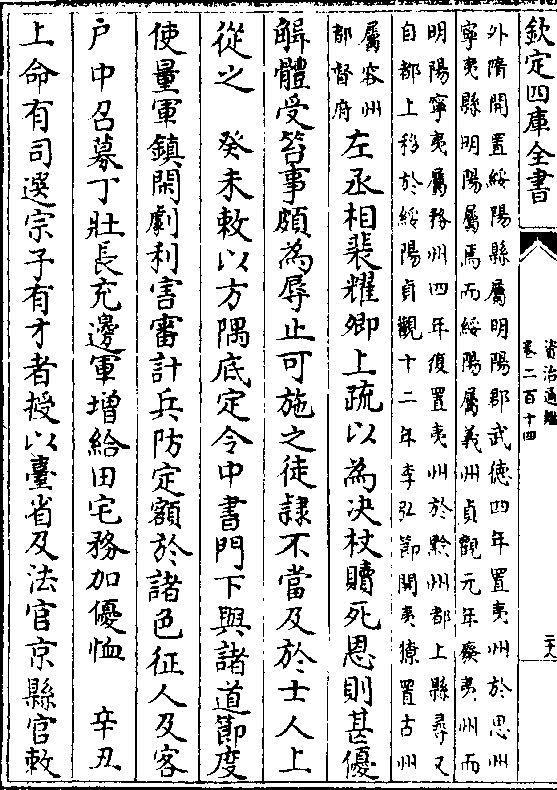 欽定四庫全書
資治通鑑
卷二百十四
二十八
外隋開置綏陽縣屬明陽郡武徳四年置夷州於思州
寧夷縣明陽屬焉而綏陽屬義州貞觀元年廢夷州而
明陽寧夷屬務州四年復置夷州於黔州都上縣尋又
自都上移於綏陽貞觀十二年李弘節開夷獠置古州
屬容州
都督府
左丞相裴耀卿上疏以為决杖贖死恩則甚優
解體受笞事頗為辱止可施之徒隷不當及於士人上
從之　癸未敕以方隅底定令中書門下與諸道節度
使量軍鎮閑劇利害審計兵防定額於諸色征人及客
户中召募丁壯長充邊軍增給田宅務加優恤　辛丑
上命有司選宗子有才者授以臺省及法官京縣官敕